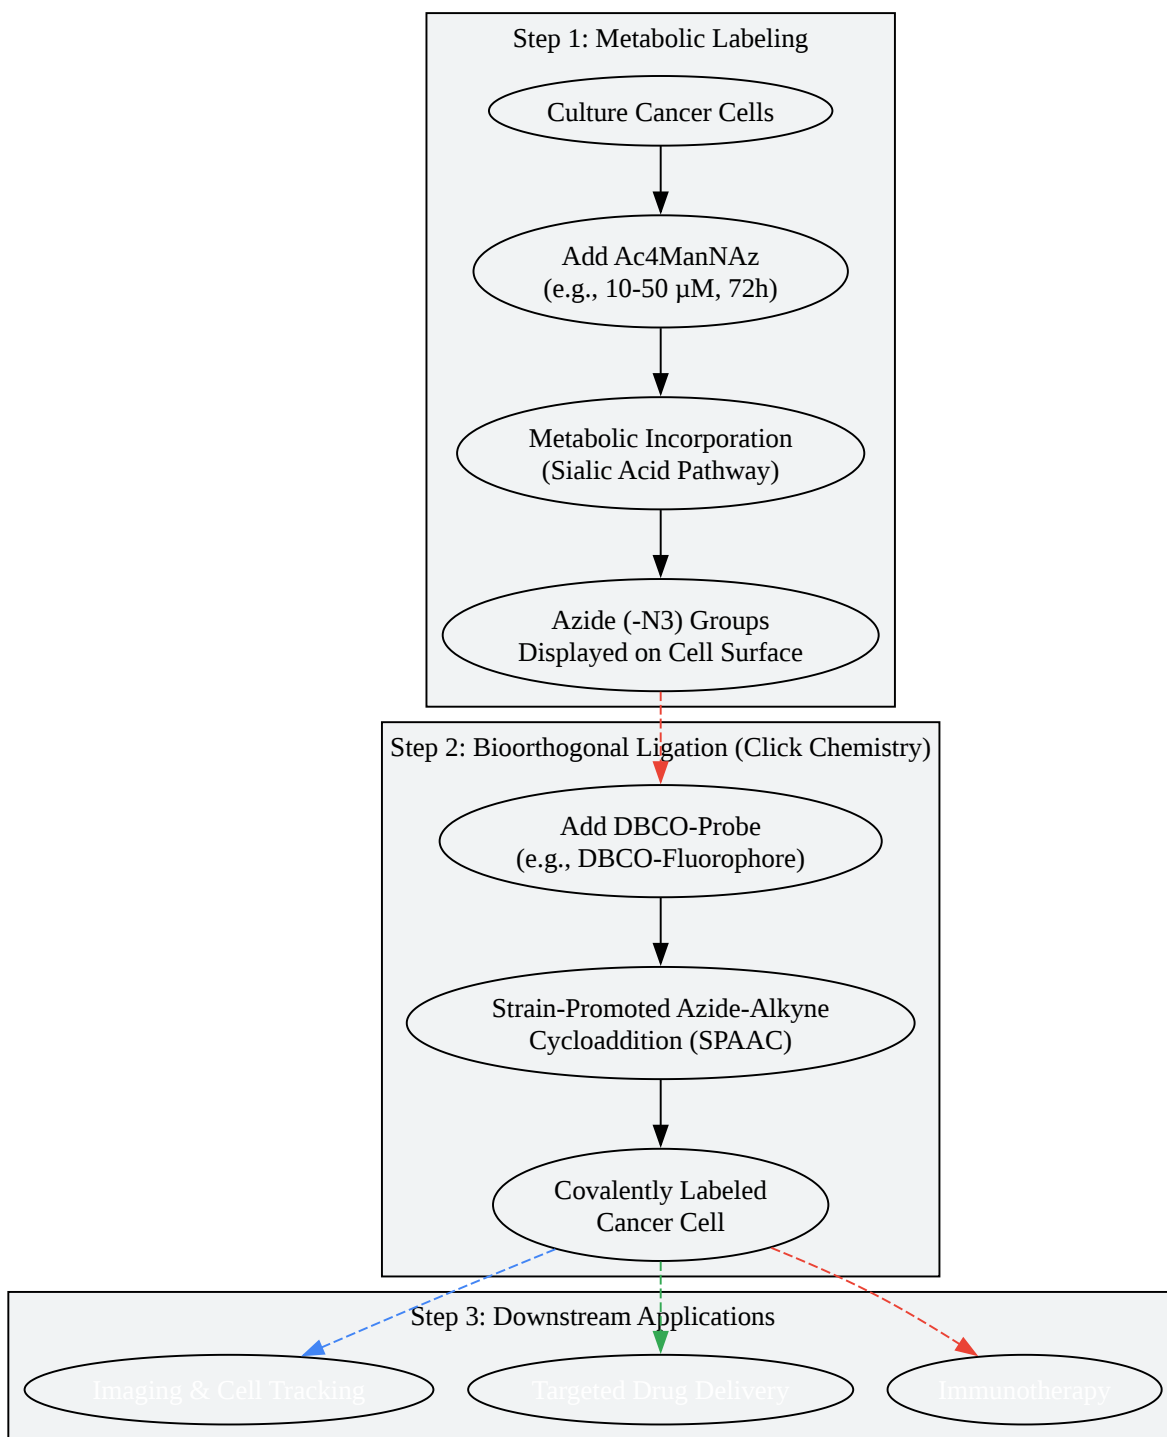 Step 1: Metabolic Labeling
Culture Cancer Cells
Add Ac4ManNAz
(e.g., 10-50 µM, 72h)
Metabolic Incorporation
(Sialic Acid Pathway)
Azide (-N3) Groups
Displayed on Cell Surface
Step 2: Bioorthogonal Ligation (Click Chemistry)
Add DBCO-Probe
(e.g., DBCO-Fluorophore)
Strain-Promoted Azide-Alkyne
Cycloaddition (SPAAC)
Covalently Labeled
Cancer Cell
Step 3: Downstream Applications
Imaging & Cell Tracking
Targeted Drug Delivery
Immunotherapy